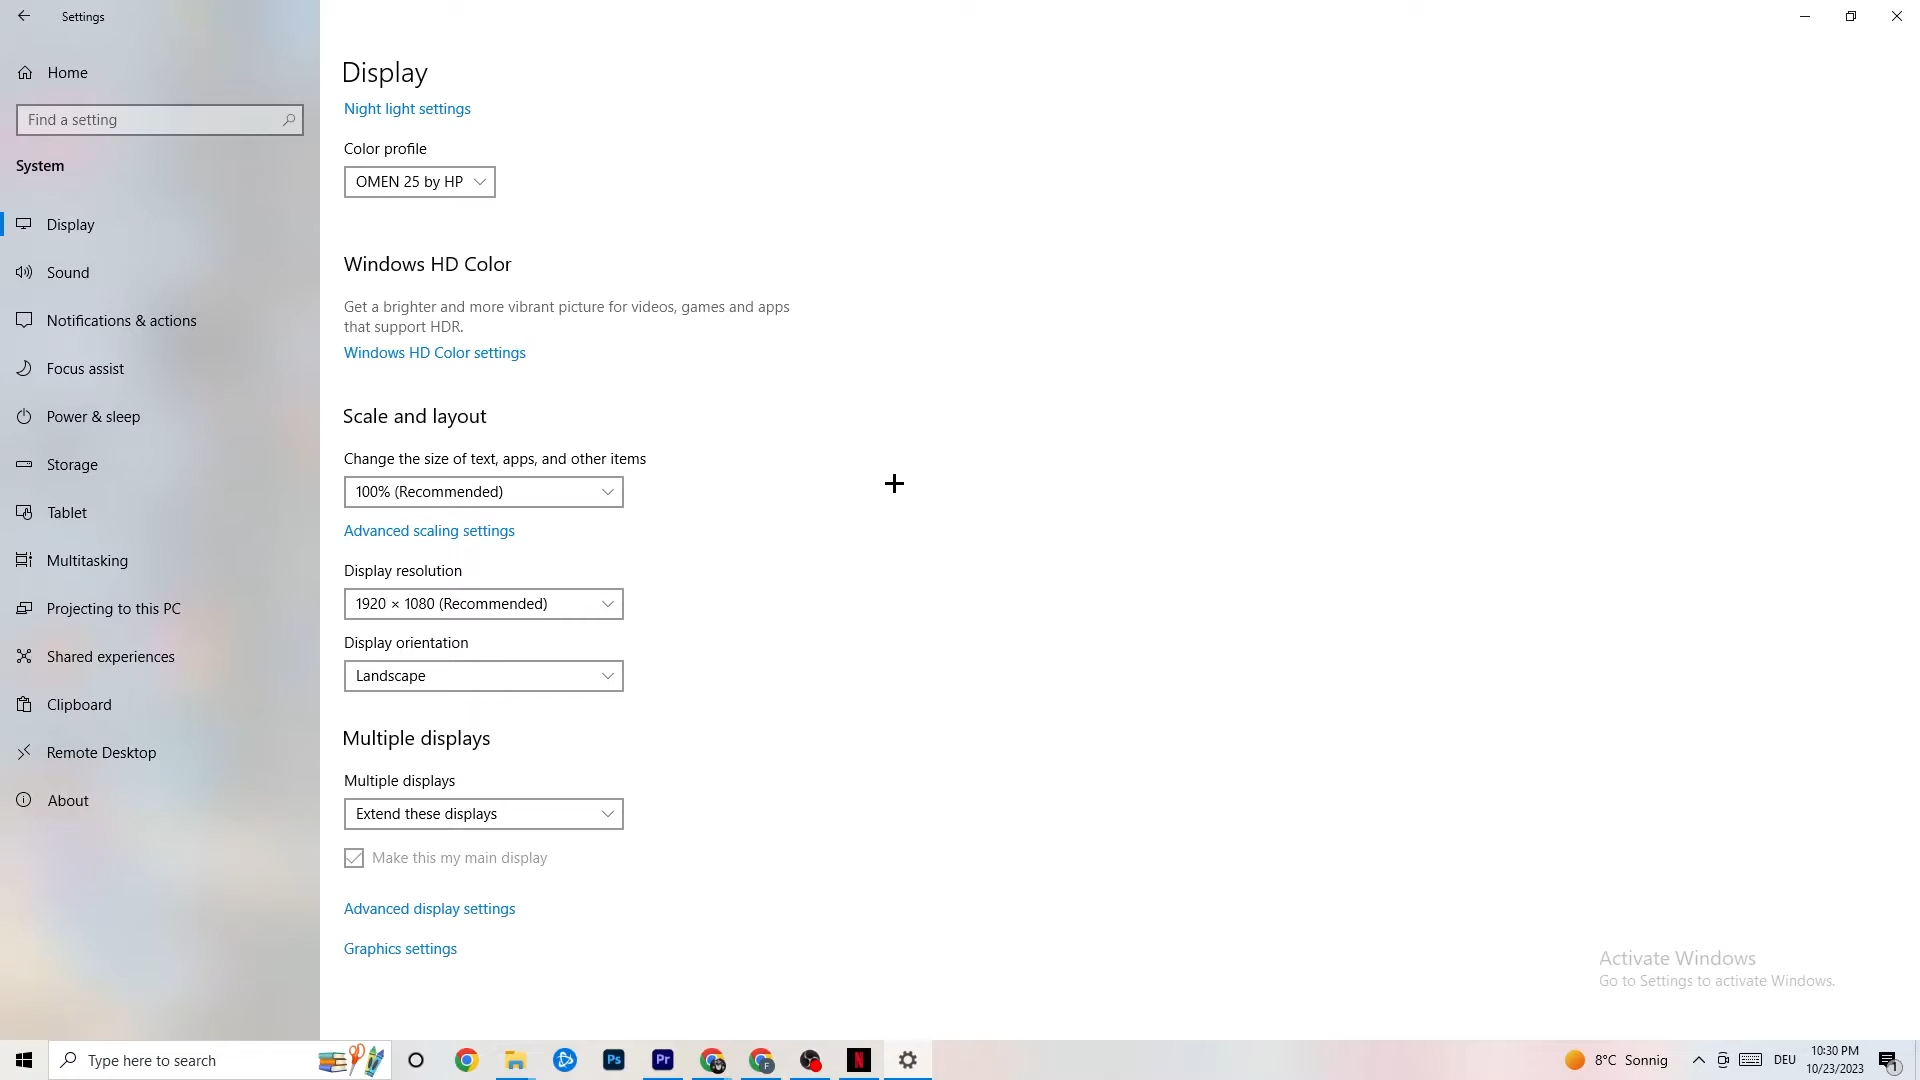 Settings
Home
Find a setting
System
Display
Sound
Notifications & actions
Focus assist
Power & sleep
Storage
Tablet
Multitasking
Projecting to this PC
Shared experiences
Clipboard
Remote Desktop
About
Display
Night light settings
Color profile
OMEN 25 by HP
Windows HD Color
Get a brighter and more vibrant picture for videos, games and apps
that support HDR.
Windows HD Color settings
Scale and layout
Change the size of text, apps, and other items
100% (Recommended)
Advanced scaling settings
Display resolution
1920 × 1080 (Recommended)
Display orientation
Landscape
Multiple displays
Multiple displays
Extend these displays
Make this my main display
Advanced display settings
Graphics settings
Activate Windows
Go to Settings to activate Windows.
Type here to search
Ps
Pr
F
N
8°C Sonnig
DEU
10:30 PM
10/23/2023
1